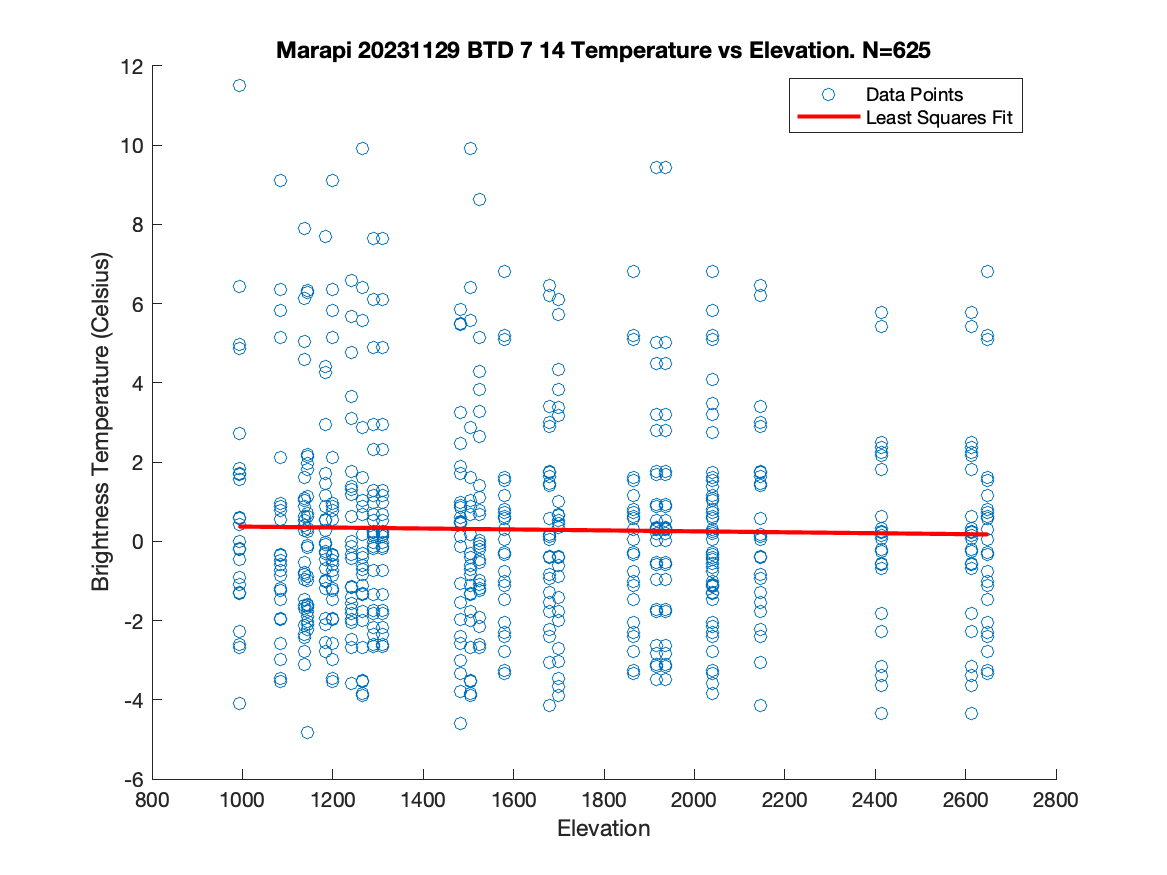 Marapi 20231129 BTD 7 14 Temperature vs Elevation. N=625
Data Points
Least Squares Fit
Brightness Temperature (Celsius)
12
10
8
6
4
2
0
-2
-4
-6
800 1000 1200 1400 1600 1800 2000 2200 2400 2600 2800
Elevation